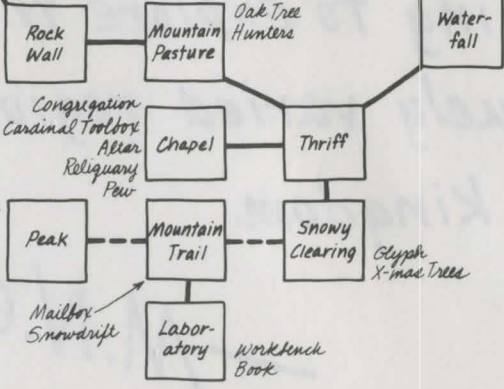 Oak Tree
Hunters
Rock
Wall
Mountain
Pasture
Water-
fall
Congregation
Cardinal Toolbox
Altar
Reliquary
Pew
Chapel
Thriff
Peak
Mountain
Trail
Snowy
Clearing
Glyph
X-mas Trees
Mailbox
Snowdrift
Labor-
atory
Workbench
Book